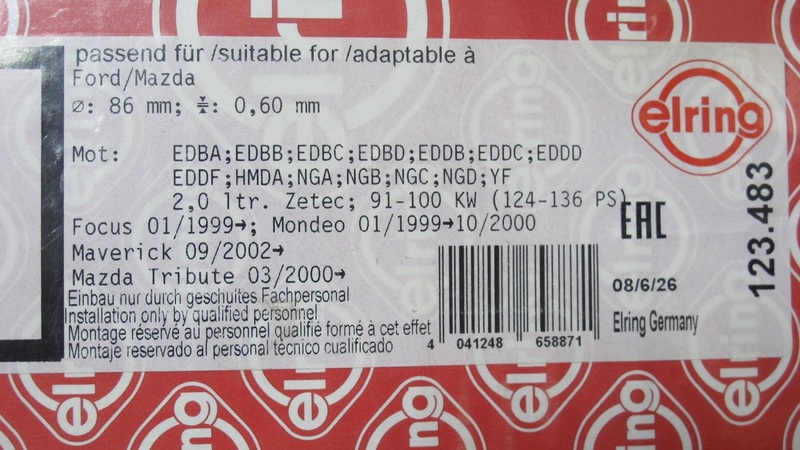 passend für /suitable for /adaptable à
Ford/Mazda
⌀: 86 mm; ⌶: 0,60 mm
elring
Mot: EDBA;EDBB;EDBC;EDBD;EDDB;EDDC;EDDD
EDDF;HMDA;NGA;NGB;NGC;NGD;YF
2,0 ltr. Zetec; 91-100 KW (124-136 PS)
Focus 01/1999→; Mondeo 01/1999→10/2000
Maverick 09/2002→
Mazda Tribute 03/2000→
Einbau nur durch geschultes Fachpersonal
Installation only by qualified personnel
Montage réservé au personnel qualifié formé à cet effet
Montaje reservado al personal técnico cualificado
4 041248 658871
EAC
08/6/26
Elring Germany
123.483